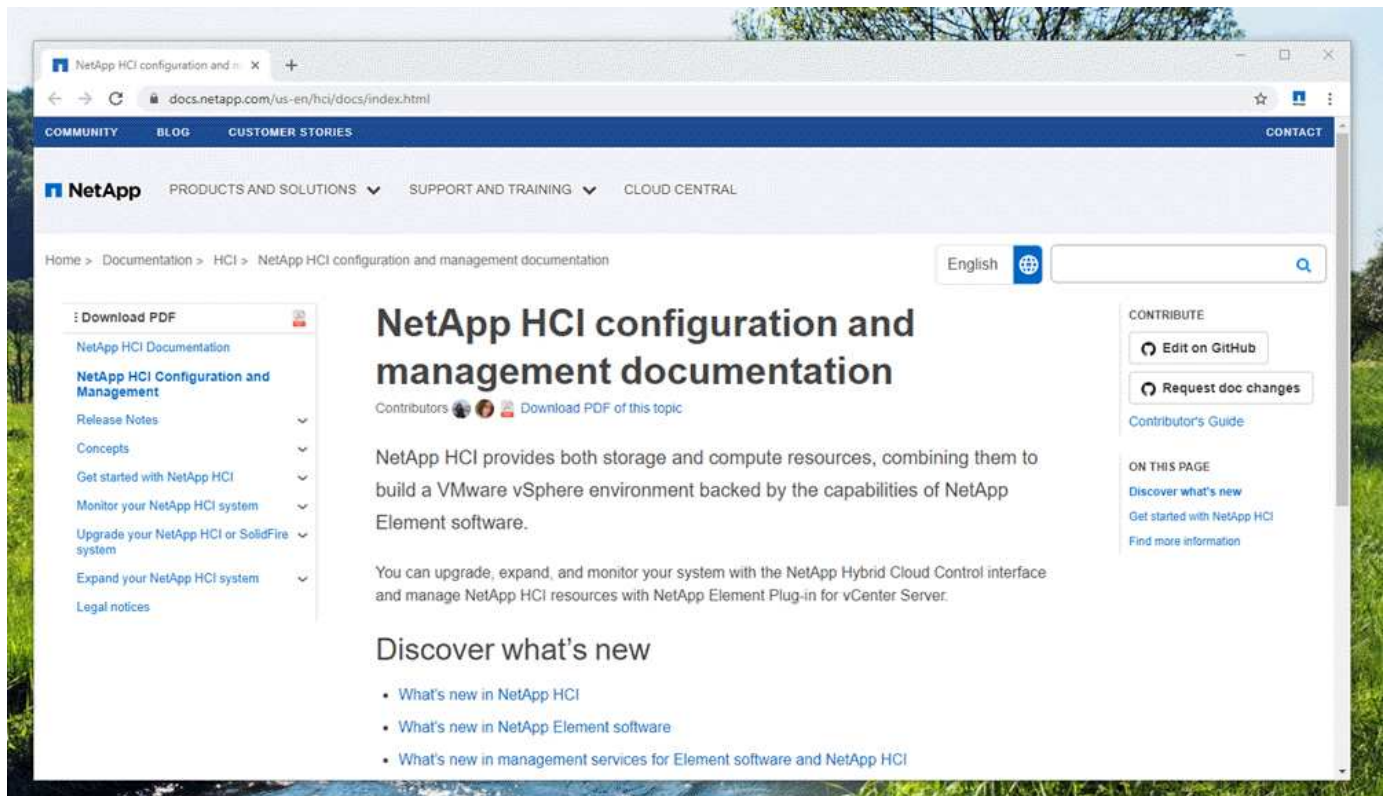 NetApp HCI configuration and
docs.netapp.com/us-en/hci/docs/index.html
COMMUNITY BLOG CUSTOMER STORIES CONTACT
NetApp PRODUCTS AND SOLUTIONS SUPPORT AND TRAINING CLOUD CENTRAL
Home > Documentation > HCI > NetApp HCI configuration and management documentation
English
Download PDF
NetApp HCI Documentation
NetApp HCI Configuration and
Management
Release Notes
Concepts
Get started with NetApp HCI
Monitor your NetApp HCI system
Upgrade your NetApp HCI or SolidFire
system
Expand your NetApp HCI system
Legal notices
NetApp HCI configuration and
management documentation
Contributors Download PDF of this topic
NetApp HCI provides both storage and compute resources, combining them to
build a VMware vSphere environment backed by the capabilities of NetApp
Element software.
You can upgrade, expand, and monitor your system with the NetApp Hybrid Cloud Control interface
and manage NetApp HCI resources with NetApp Element Plug-in for vCenter Server.
Discover what's new
• What's new in NetApp HCI
• What's new in NetApp Element software
• What's new in management services for Element software and NetApp HCI
CONTRIBUTE
Edit on GitHub
Request doc changes
Contributor's Guide
ON THIS PAGE
Discover what's new
Get started with NetApp HCI
Find more information